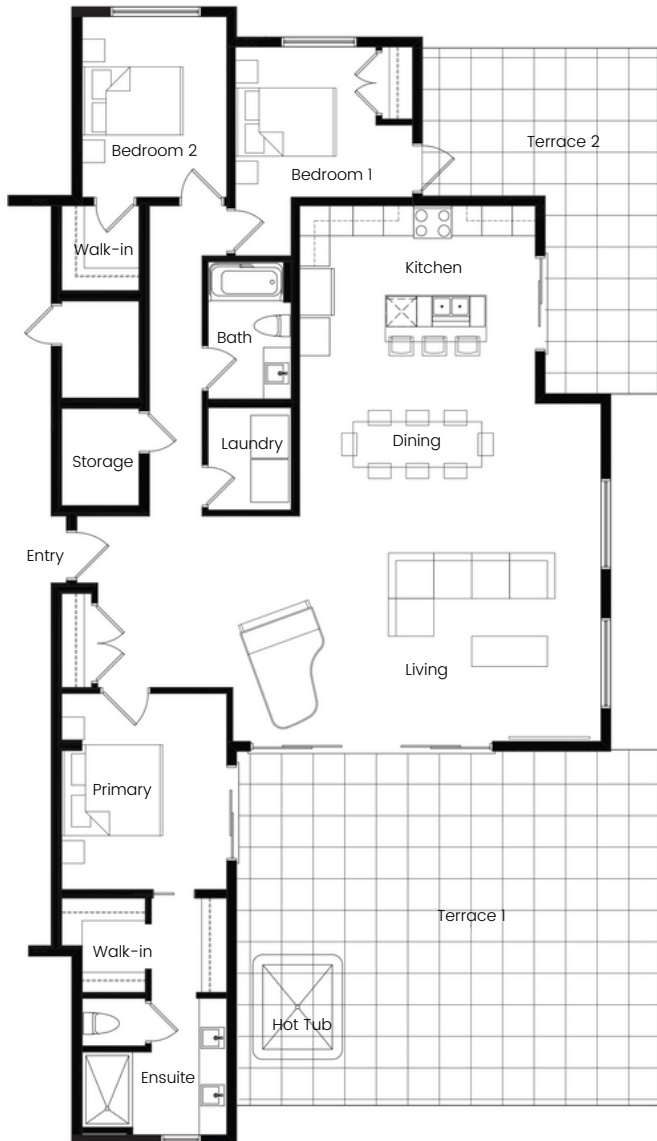 Bedroom 2
Bedroom 1
Terrace 2
Walk-in
Kitchen
Bath
Dining
Laundry
Storage
Entry
Living
Primary
Terrace 1
Walk-in
Hot Tub
Ensuite